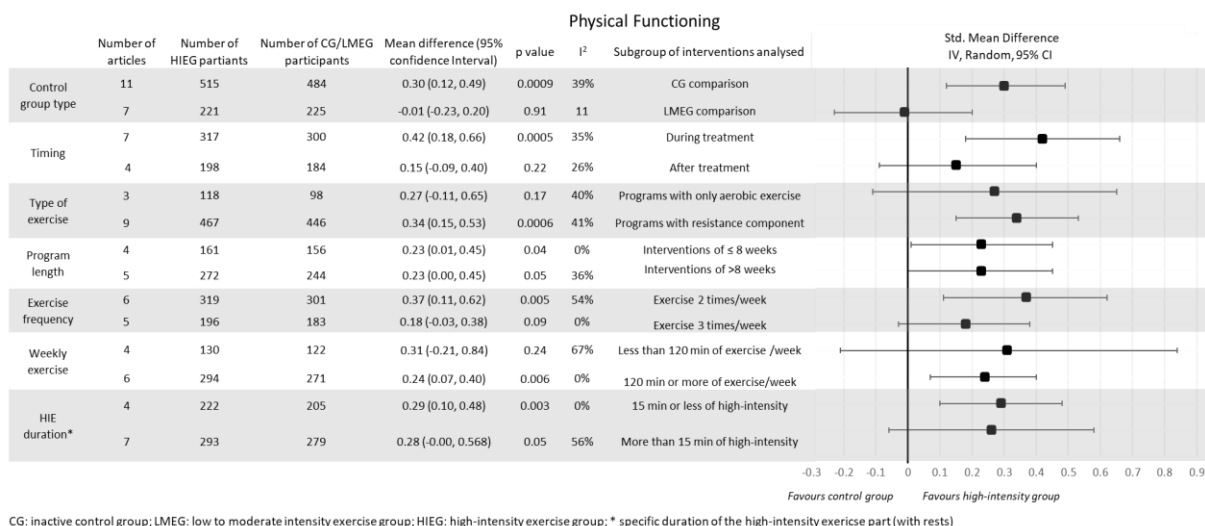 Physical Functioning
Number of articles Number of HIEG partiants Number of CG/LMEG participants Mean difference (95% confidence Interval) p value I² Subgroup of interventions analysed Std. Mean Difference IV, Random, 95% CI
Control group type
11 515 484 0.30 (0.12, 0.49) 0.0009 39% CG comparison
7 221 225 -0.01 (-0.23, 0.20) 0.91 11 LMEG comparison
Timing
7 317 300 0.42 (0.18, 0.66) 0.0005 35% During treatment
4 198 184 0.15 (-0.09, 0.40) 0.22 26% After treatment
Type of exercise
3 118 98 0.27 (-0.11, 0.65) 0.17 40% Programs with only aerobic exercise
9 467 446 0.34 (0.15, 0.53) 0.0006 41% Programs with resistance component
Program length
4 161 156 0.23 (0.01, 0.45) 0.04 0% Interventions of ≤ 8 weeks
5 272 244 0.23 (0.00, 0.45) 0.05 36% Interventions of >8 weeks
Exercise frequency
6 319 301 0.37 (0.11, 0.62) 0.005 54% Exercise 2 times/week
5 196 183 0.18 (-0.03, 0.38) 0.09 0% Exercise 3 times/week
Weekly exercise
4 130 122 0.31 (-0.21, 0.84) 0.24 67% Less than 120 min of exercise /week
6 294 271 0.24 (0.07, 0.40) 0.006 0% 120 min or more of exercise/week
HIE duration*
4 222 205 0.29 (0.10, 0.48) 0.003 0% 15 min or less of high-intensity
7 293 279 0.28 (-0.00, 0.568) 0.05 56% More than 15 min of high-intensity
-0.3 -0.2 -0.1 0 0.1 0.2 0.3 0.4 0.5 0.6 0.7 0.8 0.9
Favours control group Favours high-intensity group
CG: inactive control group; LMEG: low to moderate intensity exercise group; HIEG: high-intensity exercise group; * specific duration of the high-intensity exericse part (with rests)